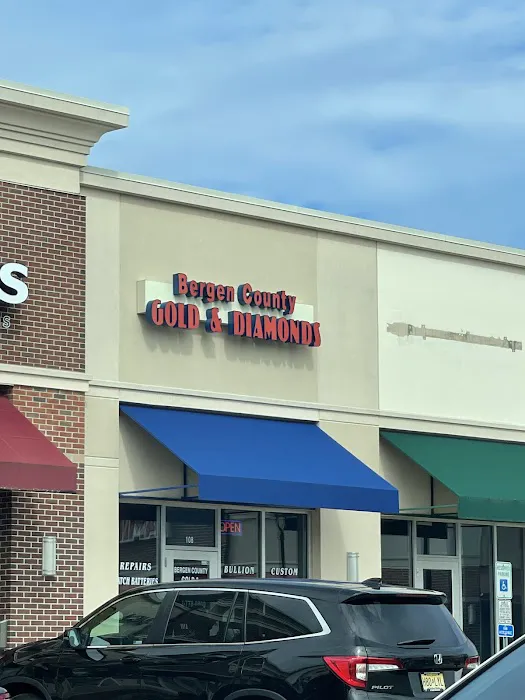 Bergen County
GOLD & DIAMONDS
S
S
108
OPEN
REPAIRS
BERGEN COUNTY
BULLION
CUSTOM
PILOT